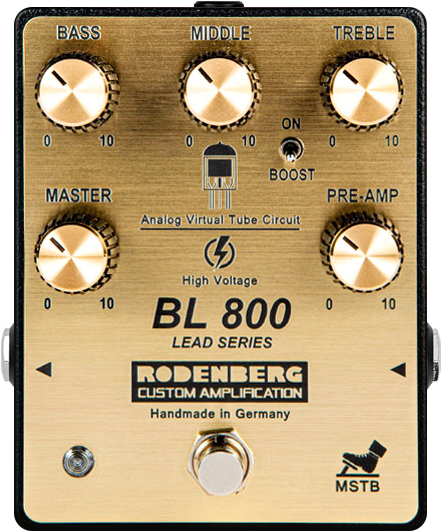 BASS MIDDLE TREBLE
0 10 0 10 0 10
ON
BOOST
MASTER PRE-AMP
Analog Virtual Tube Circuit
High Voltage
0 10 0 10
BL 800
LEAD SERIES
RODENBERG
CUSTOM AMPLIFICATION
Handmade in Germany
MSTB